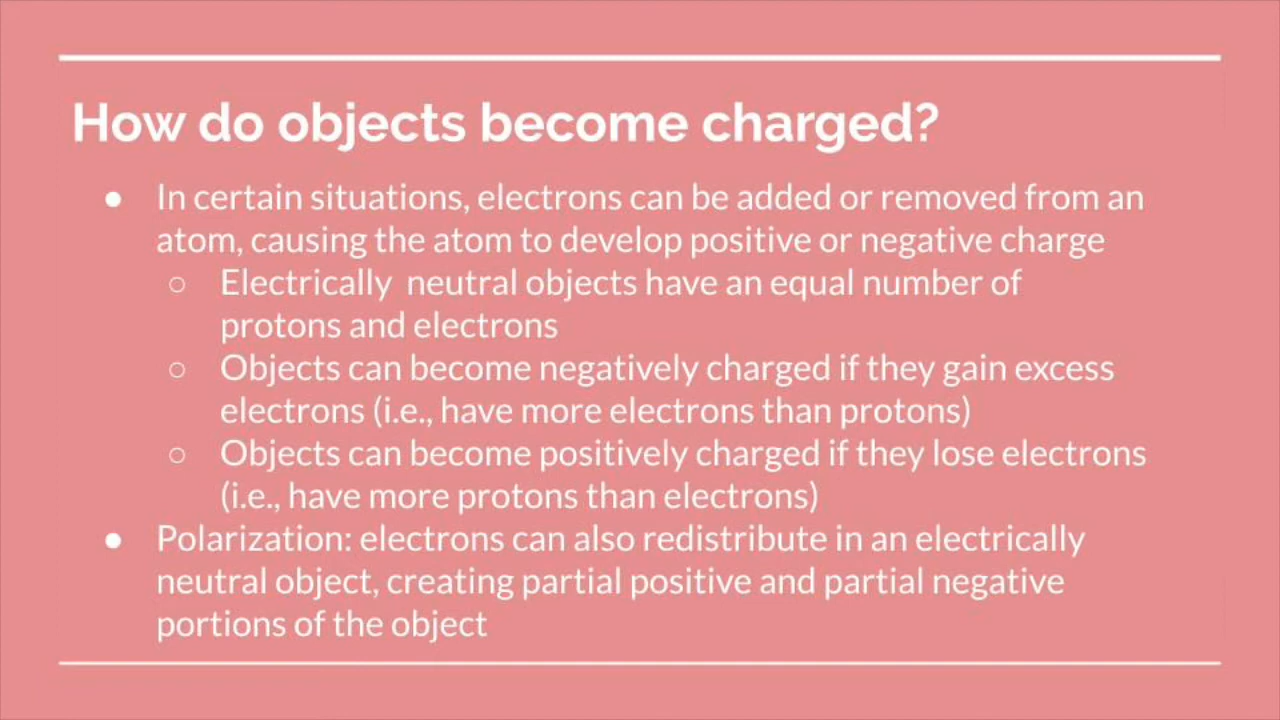 How do objects become charged?
● In certain situations, electrons can be added or removed from an
atom, causing the atom to develop positive or negative charge
○ Electrically  neutral objects have an equal number of
protons and electrons
○ Objects can become negatively charged if they gain excess
electrons (i.e., have more electrons than protons)
○ Objects can become positively charged if they lose electrons
(i.e., have more protons than electrons)
● Polarization: electrons can also redistribute in an electrically
neutral object, creating partial positive and partial negative
portions of the object